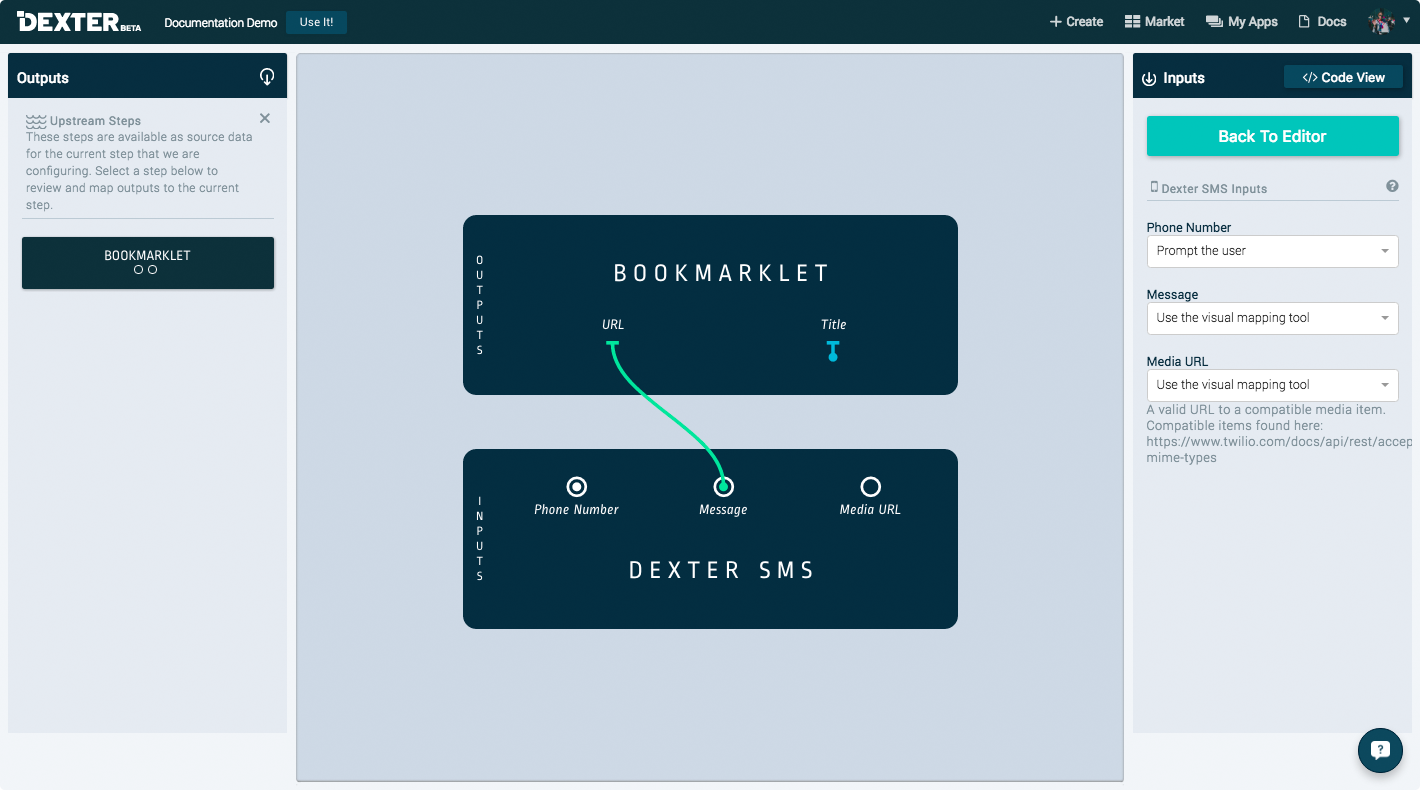 DEXTER BETA
Documentation Demo
Use It!
Create
Market
My Apps
Docs
Outputs
Upstream Steps
These steps are available as source data
for the current step that we are
configuring. Select a step below to
review and map outputs to the current
step.
BOOKMARKLET
OUTPUTS
BOOKMARKLET
URL
Title
INPUTS
Phone Number
Message
Media URL
DEXTER SMS
Inputs
</> Code View
Back To Editor
Dexter SMS Inputs
?
Phone Number
Prompt the user
Message
Use the visual mapping tool
Media URL
Use the visual mapping tool
A valid URL to a compatible media item.
Compatible items found here:
https://www.twilio.com/docs/api/rest/accep
mime-types
?